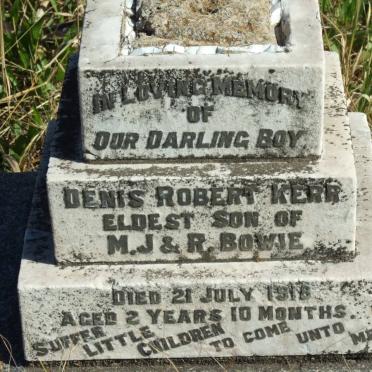 IN LOVING MEMORY
OF
OUR DARLING BOY
DENIS ROBERT KERR
ELDEST SON OF
M.J & R. BOWIE
DIED 21 JULY 1918
AGED 2 YEARS 10 MONTHS.
SUFFER LITTLE CHILDREN TO COME UNTO ME